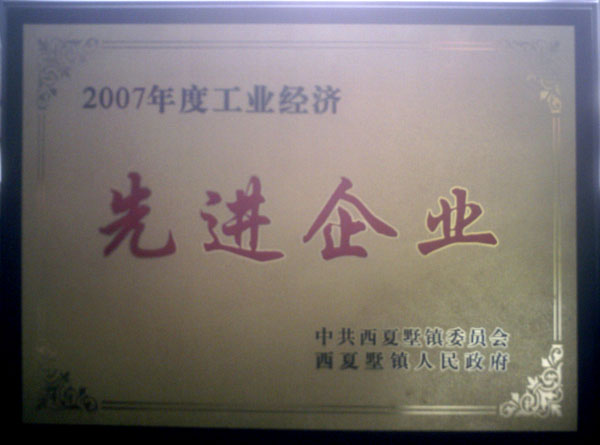 2007年度工业经济
先进企业
中共西夏墅镇委员会
西夏墅镇人民政府